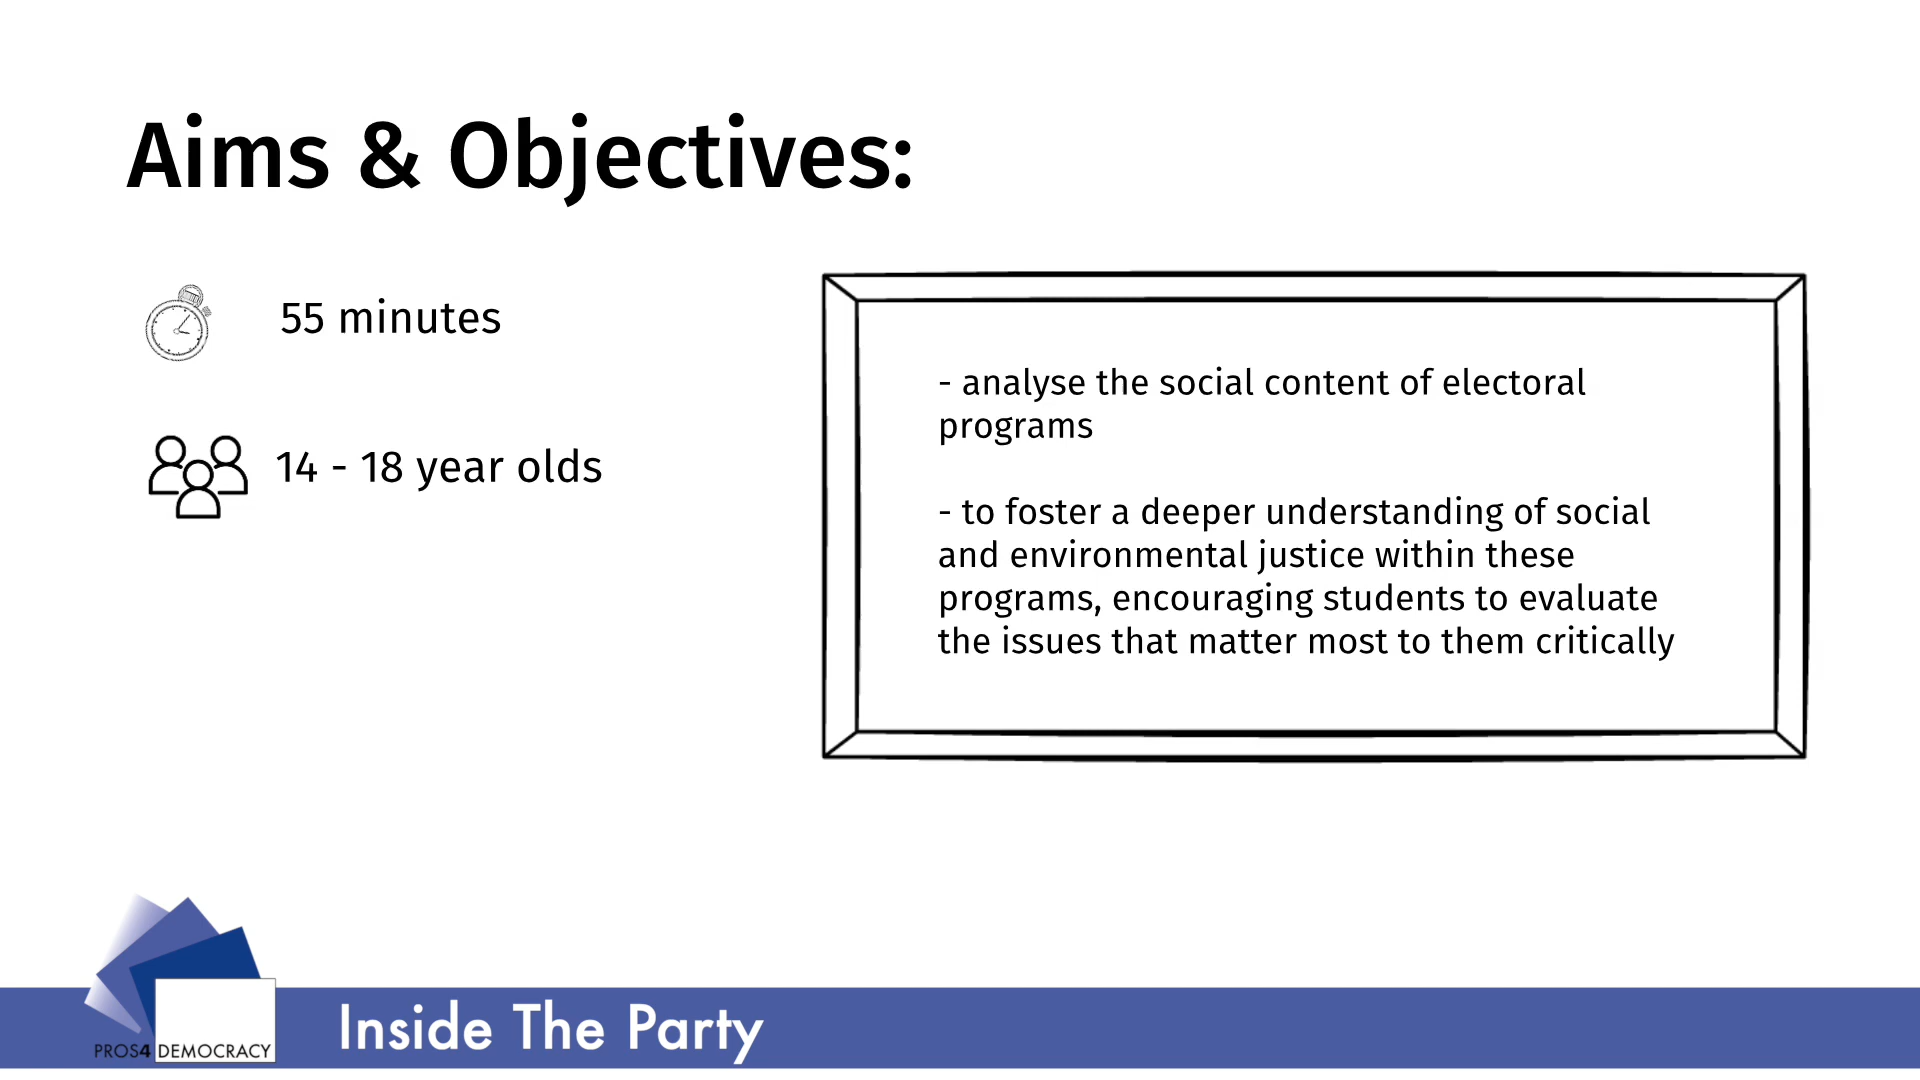 Aims & Objectives:
55 minutes
14 - 18 year olds
- analyse the social content of electoral
programs
- to foster a deeper understanding of social
and environmental justice within these
programs, encouraging students to evaluate
the issues that matter most to them critically
PROS4 DEMOCRACY
Inside The Party